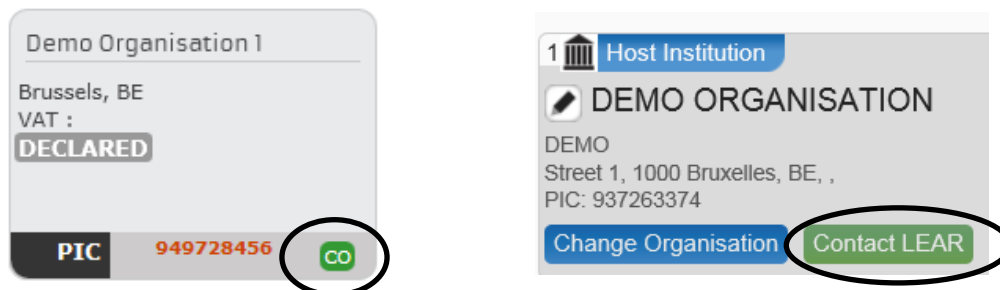 Demo Organisation 1
Brussels, BE
VAT :
DECLARED
PIC 949728456 CO
1 Host Institution
DEMO ORGANISATION
DEMO
Street 1, 1000 Bruxelles, BE, ,
PIC: 937263374
Change Organisation Contact LEAR